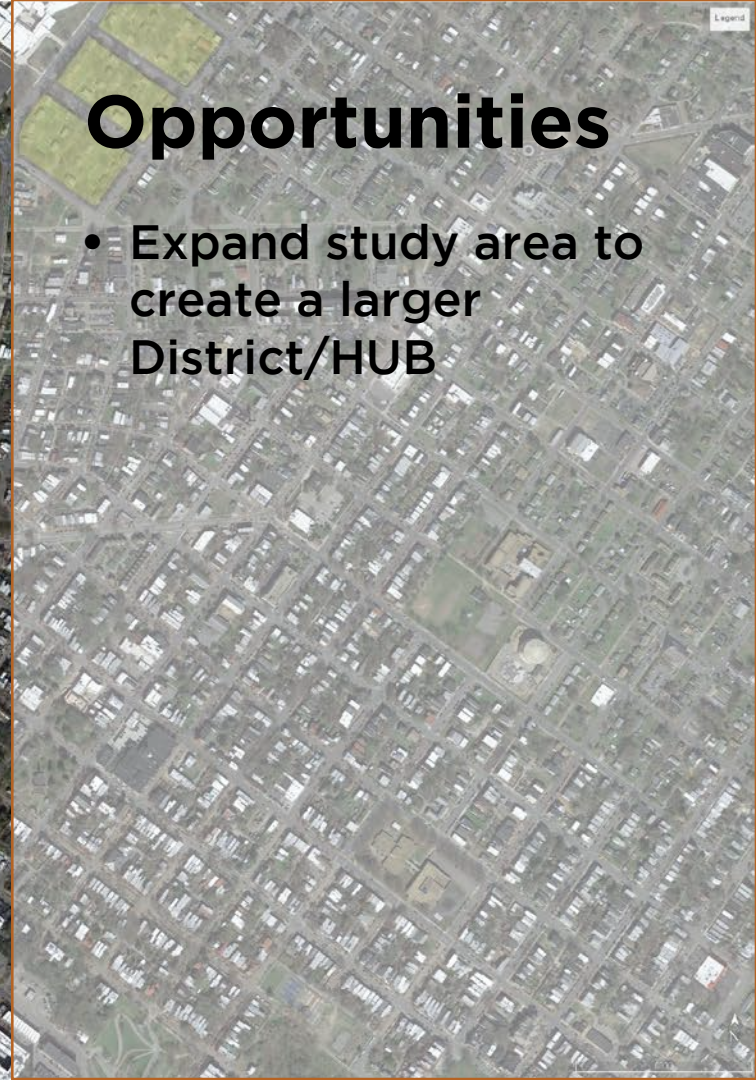 Legend
Opportunities
• Expand study area to
create a larger
District/HUB